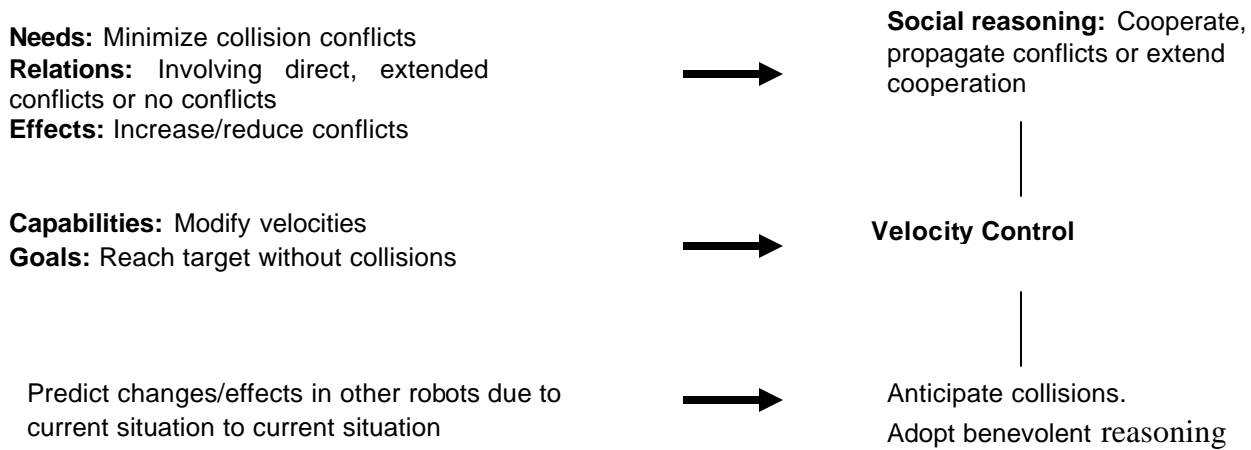 Needs: Minimize collision conflicts
Relations: Involving direct, extended
conflicts or no conflicts
Effects: Increase/reduce conflicts
Social reasoning: Cooperate,
propagate conflicts or extend
cooperation
Capabilities: Modify velocities
Goals: Reach target without collisions
Velocity Control
Predict changes/effects in other robots due to
current situation to current situation
Anticipate collisions.
Adopt benevolent reasoning